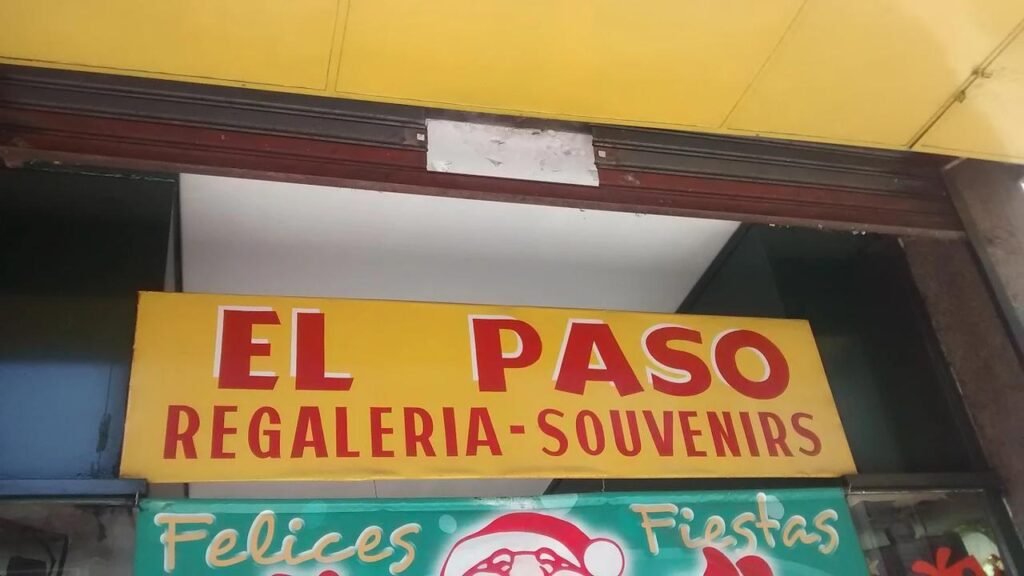 EL PASO
REGALERIA-SOUVENIRS
Felices Fiestas